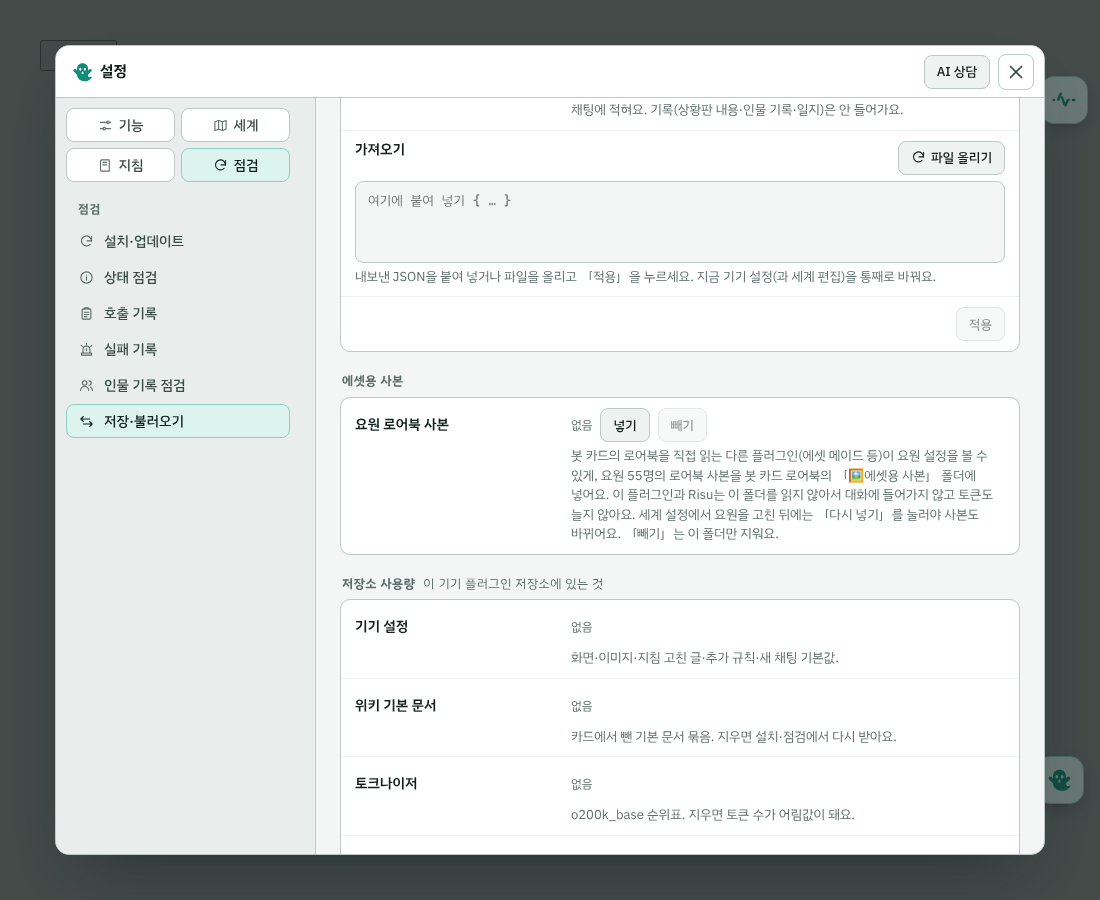 설정
AI 상담
기능
세계
지침
점검
점검
설치·업데이트
상태 점검
호출 기록
실패 기록
인물 기록 점검
저장·불러오기
채팅에 적혀요. 기록(상황판 내용·인물 기록·일지)은 안 들어가요.
가져오기
파일 올리기
여기에 붙여 넣기 { … }
내보낸 JSON을 붙여 넣거나 파일을 올리고 「적용」을 누르세요. 지금 기기 설정(과 세계 편집)을 통째로 바꿔요.
적용
에셋용 사본
요원 로어북 사본
없음
넣기
빼기
봇 카드의 로어북을 직접 읽는 다른 플러그인(에셋 메이드 등)이 요원 설정을 볼 수
있게, 요원 55명의 로어북 사본을 봇 카드 로어북의 「🖼️에셋용 사본」 폴더에
넣어요. 이 플러그인과 Risu는 이 폴더를 읽지 않아서 대화에 들어가지 않고 토큰도
늘지 않아요. 세계 설정에서 요원을 고친 뒤에는 「다시 넣기」를 눌러야 사본도
바뀌어요. 「빼기」는 이 폴더만 지워요.
저장소 사용량 이 기기 플러그인 저장소에 있는 것
기기 설정
없음
화면·이미지·지침 고친 글·추가 규칙·새 채팅 기본값.
위키 기본 문서
없음
카드에서 뺀 기본 문서 묶음. 지우면 설치·점검에서 다시 받아요.
토크나이저
없음
o200k_base 순위표. 지우면 토큰 수가 어림값이 돼요.